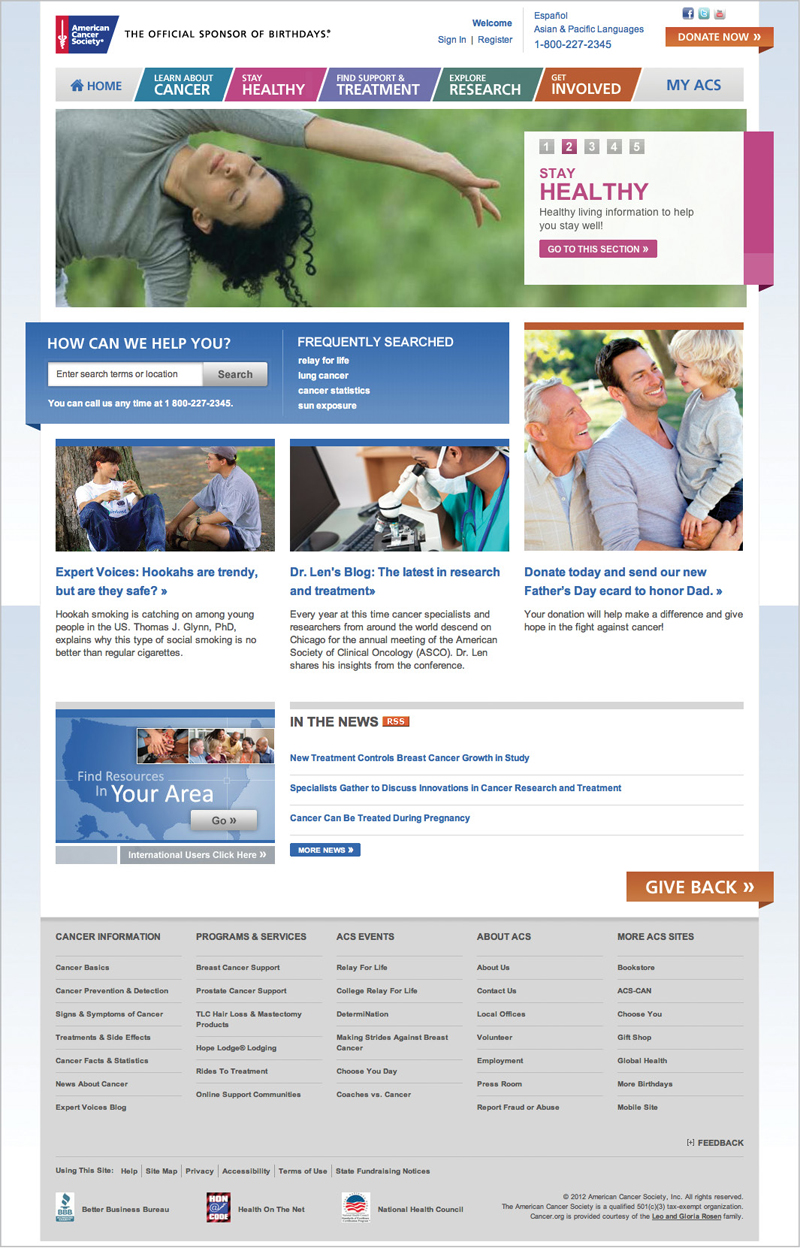 American
Cancer
Society®
THE OFFICIAL SPONSOR OF BIRTHDAYS.®
Welcome
Sign In | Register
Español
Asian & Pacific Languages
1-800-227-2345
DONATE NOW »
HOME
LEARN ABOUT
CANCER
STAY
HEALTHY
FIND SUPPORT &
TREATMENT
EXPLORE
RESEARCH
GET
INVOLVED
MY ACS
1 2 3 4 5
STAY
HEALTHY
Healthy living information to help
you stay well!
GO TO THIS SECTION »
HOW CAN WE HELP YOU?
Enter search terms or location
Search
You can call us any time at 1 800-227-2345.
FREQUENTLY SEARCHED
relay for life
lung cancer
cancer statistics
sun exposure
Expert Voices: Hookahs are trendy,
but are they safe? »
Hookah smoking is catching on among young
people in the US. Thomas J. Glynn, PhD,
explains why this type of social smoking is no
better than regular cigarettes.
Dr. Len's Blog: The latest in research
and treatment»
Every year at this time cancer specialists and
researchers from around the world descend on
Chicago for the annual meeting of the American
Society of Clinical Oncology (ASCO). Dr. Len
shares his insights from the conference.
Donate today and send our new
Father's Day ecard to honor Dad. »
Your donation will help make a difference and give
hope in the fight against cancer!
Find Resources
In Your Area
Go »
International Users Click Here »
IN THE NEWS RSS
New Treatment Controls Breast Cancer Growth in Study
Specialists Gather to Discuss Innovations in Cancer Research and Treatment
Cancer Can Be Treated During Pregnancy
MORE NEWS »
GIVE BACK »
CANCER INFORMATION
Cancer Basics
Cancer Prevention & Detection
Signs & Symptoms of Cancer
Treatments & Side Effects
Cancer Facts & Statistics
News About Cancer
Expert Voices Blog
PROGRAMS & SERVICES
Breast Cancer Support
Prostate Cancer Support
TLC Hair Loss & Mastectomy
Products
Hope Lodge® Lodging
Rides To Treatment
Online Support Communities
ACS EVENTS
Relay For Life
College Relay For Life
DetermiNation
Making Strides Against Breast
Cancer
Choose You Day
Coaches vs. Cancer
ABOUT ACS
About Us
Contact Us
Local Offices
Volunteer
Employment
Press Room
Report Fraud or Abuse
MORE ACS SITES
Bookstore
ACS-CAN
Choose You
Gift Shop
Global Health
More Birthdays
Mobile Site
[+] FEEDBACK
Using This Site: Help | Site Map | Privacy | Accessibility | Terms of Use | State Fundraising Notices
BBB
Better Business Bureau
HON
@
CODE
Health On The Net
National Health Council
© 2012 American Cancer Society, Inc. All rights reserved.
The American Cancer Society is a qualified 501(c)(3) tax-exempt organization.
Cancer.org is provided courtesy of the Leo and Gloria Rosen family.